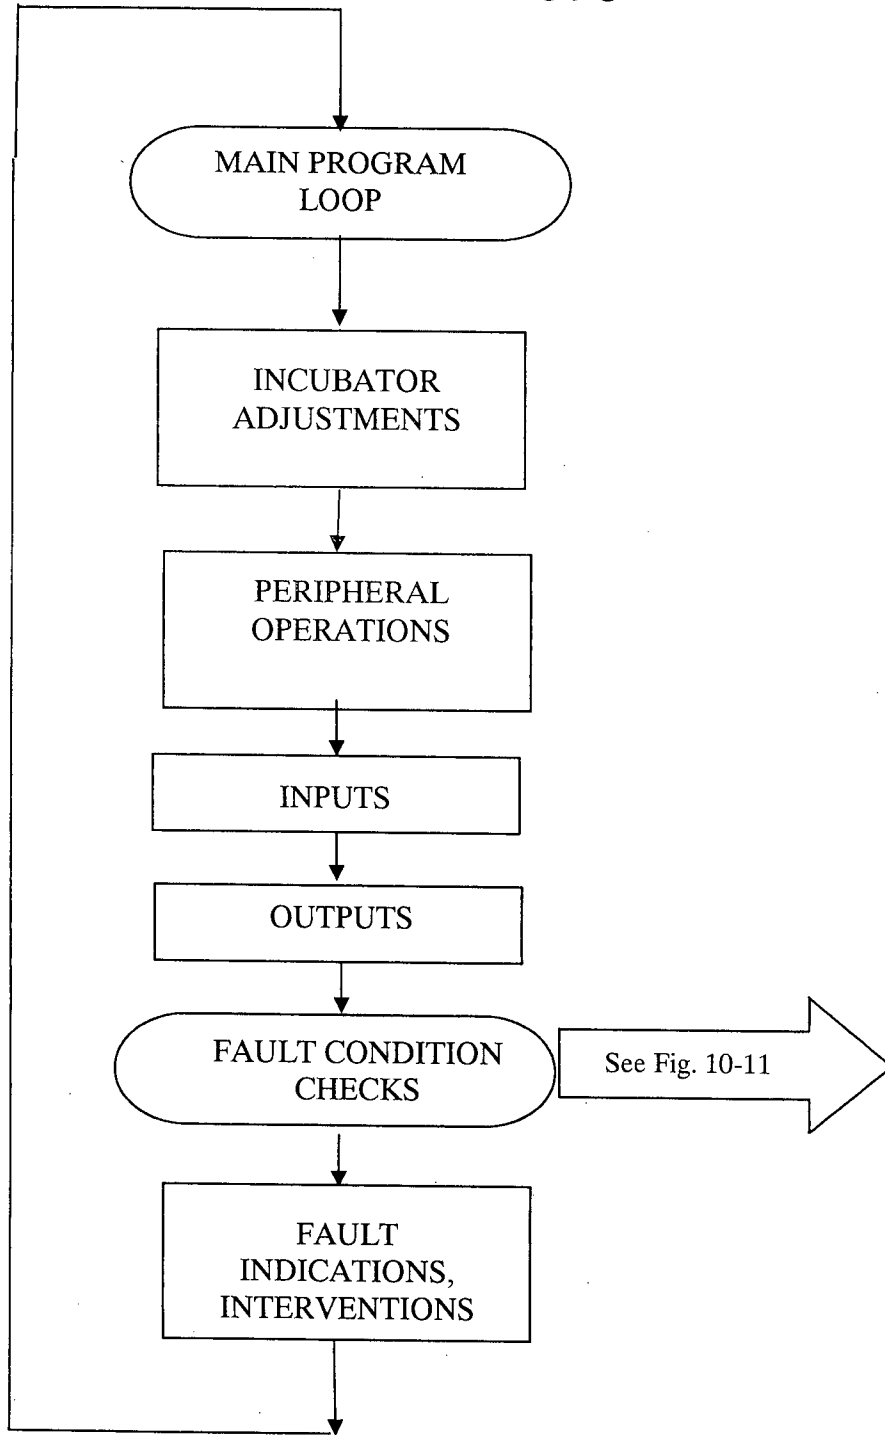 MAIN PROGRAM
LOOP
INCUBATOR
ADJUSTMENTS
PERIPHERAL
OPERATIONS
INPUTS
OUTPUTS
FAULT CONDITION
CHECKS
See Fig. 10-11
FAULT
INDICATIONS,
INTERVENTIONS